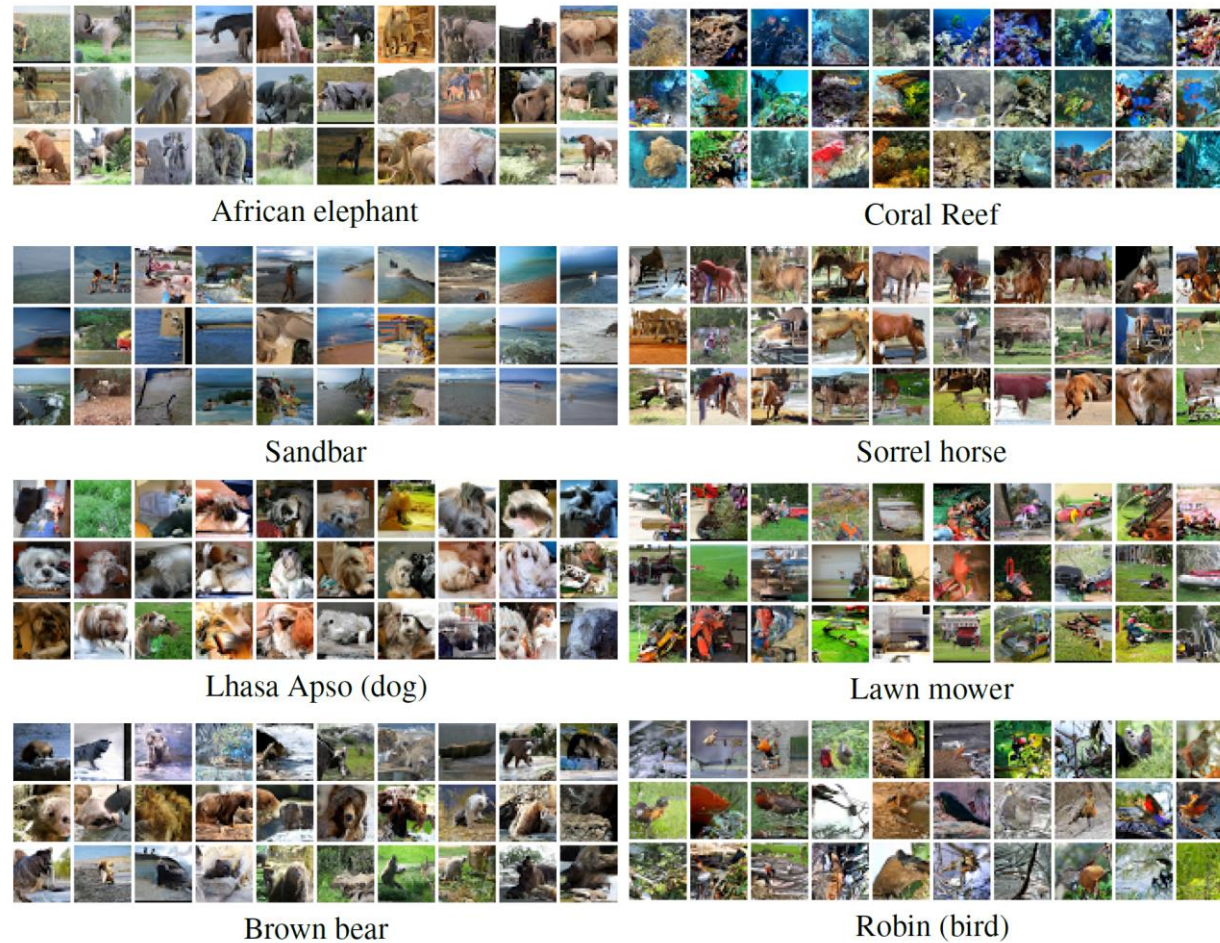 African elephant
Coral Reef
Sandbar
Sorrel horse
Lhasa Apso (dog)
Lawn mower
Brown bear
Robin (bird)